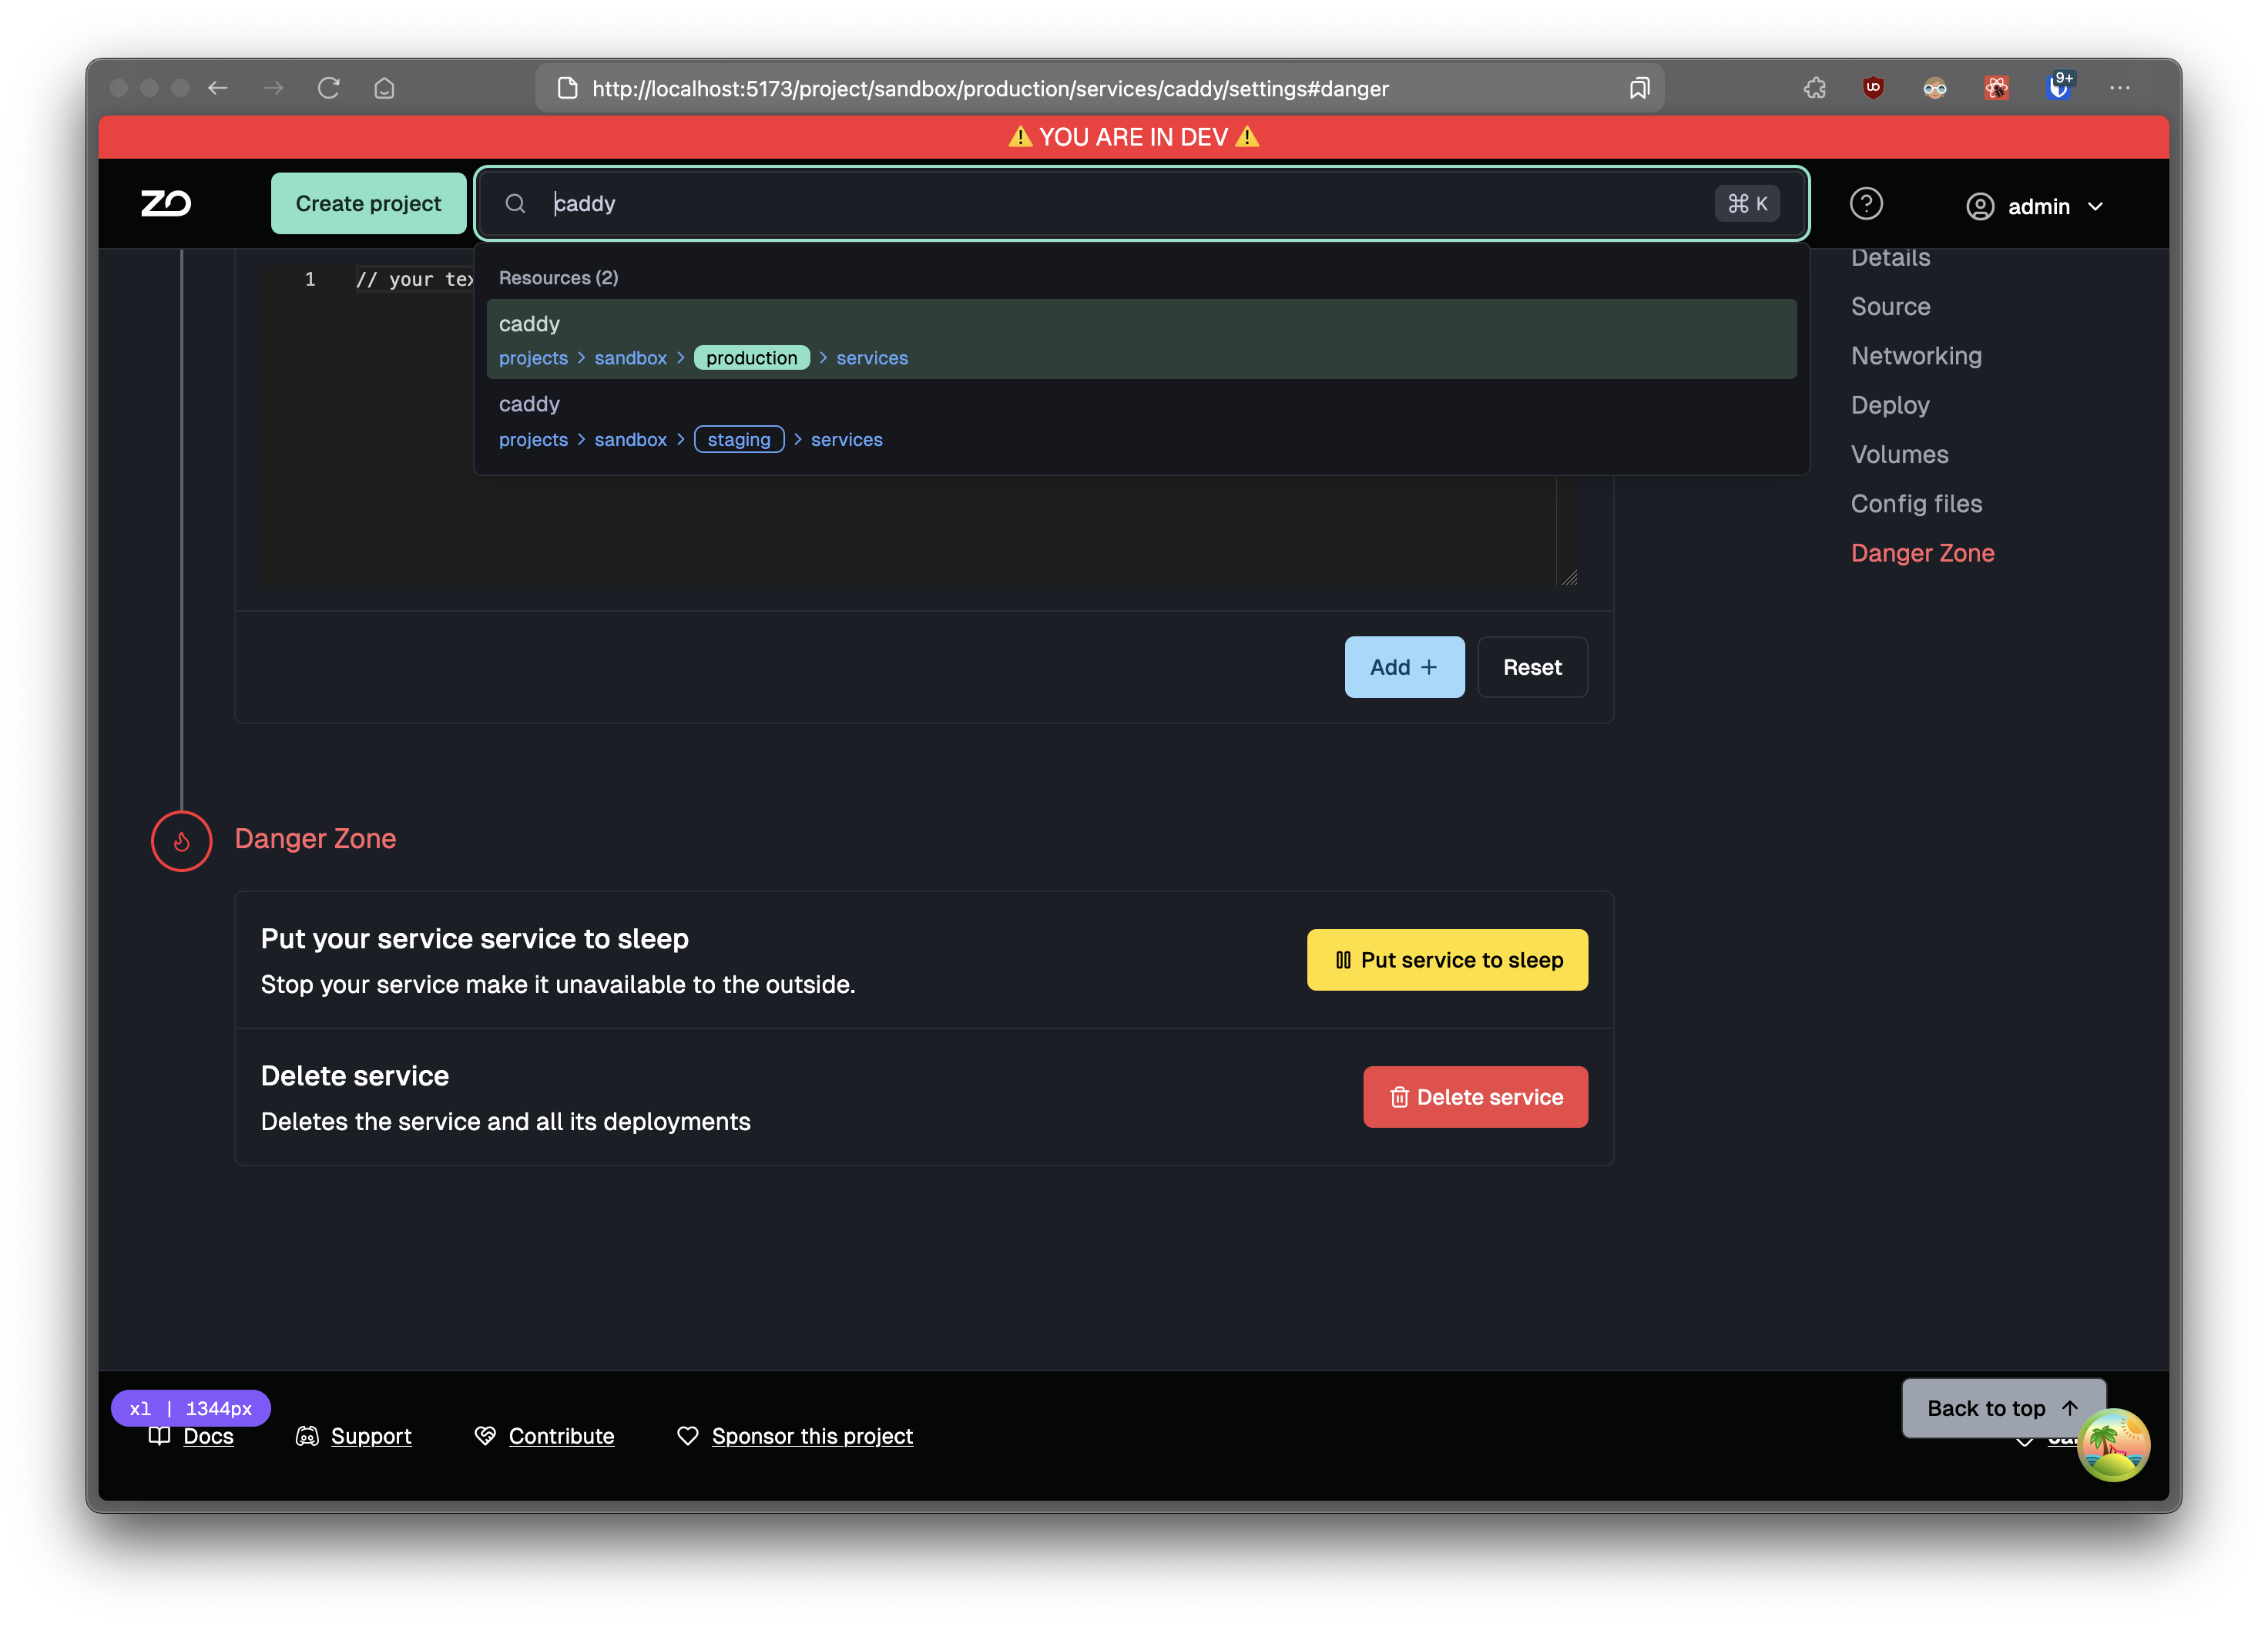 http://localhost:5173/project/sandbox/production/services/caddy/settings#danger
9+
⚠️ YOU ARE IN DEV ⚠️
ZO
Create project
caddy
⌘ K
admin
1 // your tex
Resources (2)
caddy
projects > sandbox > production > services
caddy
projects > sandbox > staging > services
Details
Source
Networking
Deploy
Volumes
Config files
Danger Zone
Add +
Reset
Danger Zone
Put your service service to sleep
Stop your service make it unavailable to the outside.
Put service to sleep
Delete service
Deletes the service and all its deployments
Delete service
xl | 1344px
Docs
Support
Contribute
Sponsor this project
Back to top ↑